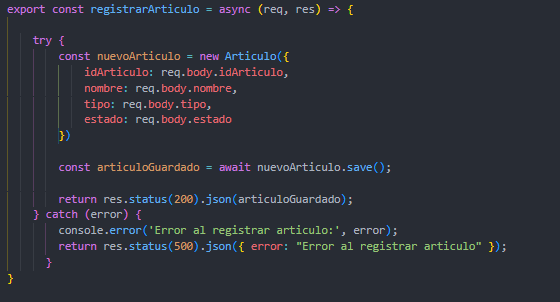 export const registrarArticulo = async (req, res) => {
try {
const nuevoArticulo = new Articulo({
idArticulo: req.body.idArticulo,
nombre: req.body.nombre,
tipo: req.body.tipo,
estado: req.body.estado
})
const articuloGuardado = await nuevoArticulo.save();
return res.status(200).json(articuloGuardado);
} catch (error) {
console.error('Error al registrar articulo:', error);
return res.status(500).json({ error: "Error al registrar articulo" });
}
}